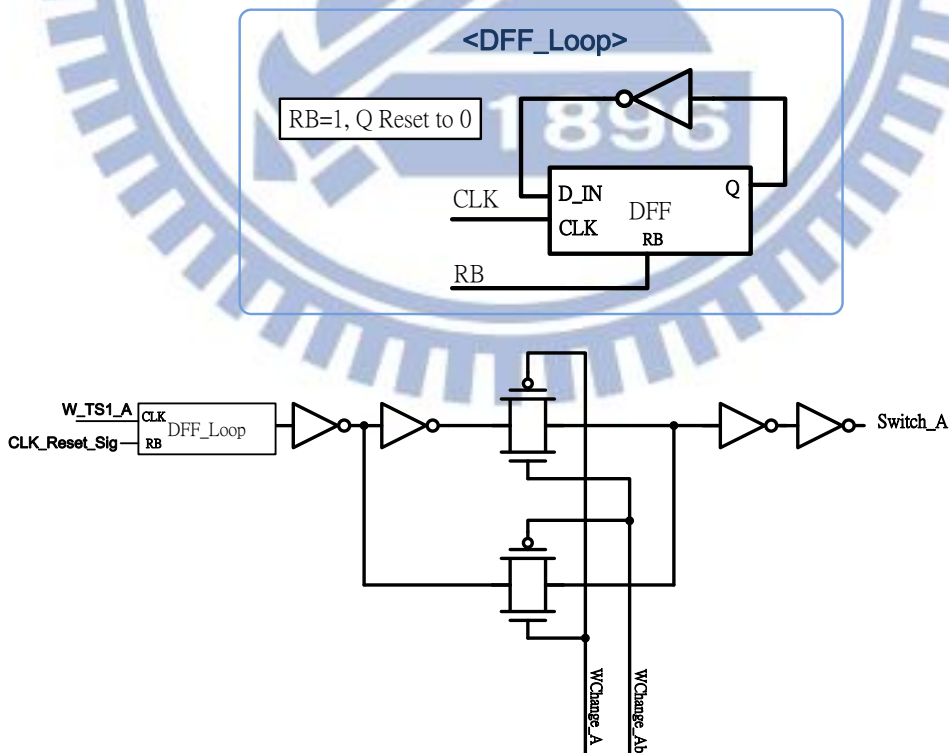 <DFF_Loop>
RB=1, Q Reset to 0
1896
D_IN
Q
CLK
DFF
CLK
RB
RB
W_TS1_A
CLK
DFF_Loop
CLK_Reset_Sig
RB
Switch_A
WChange_A
WChange_Ab